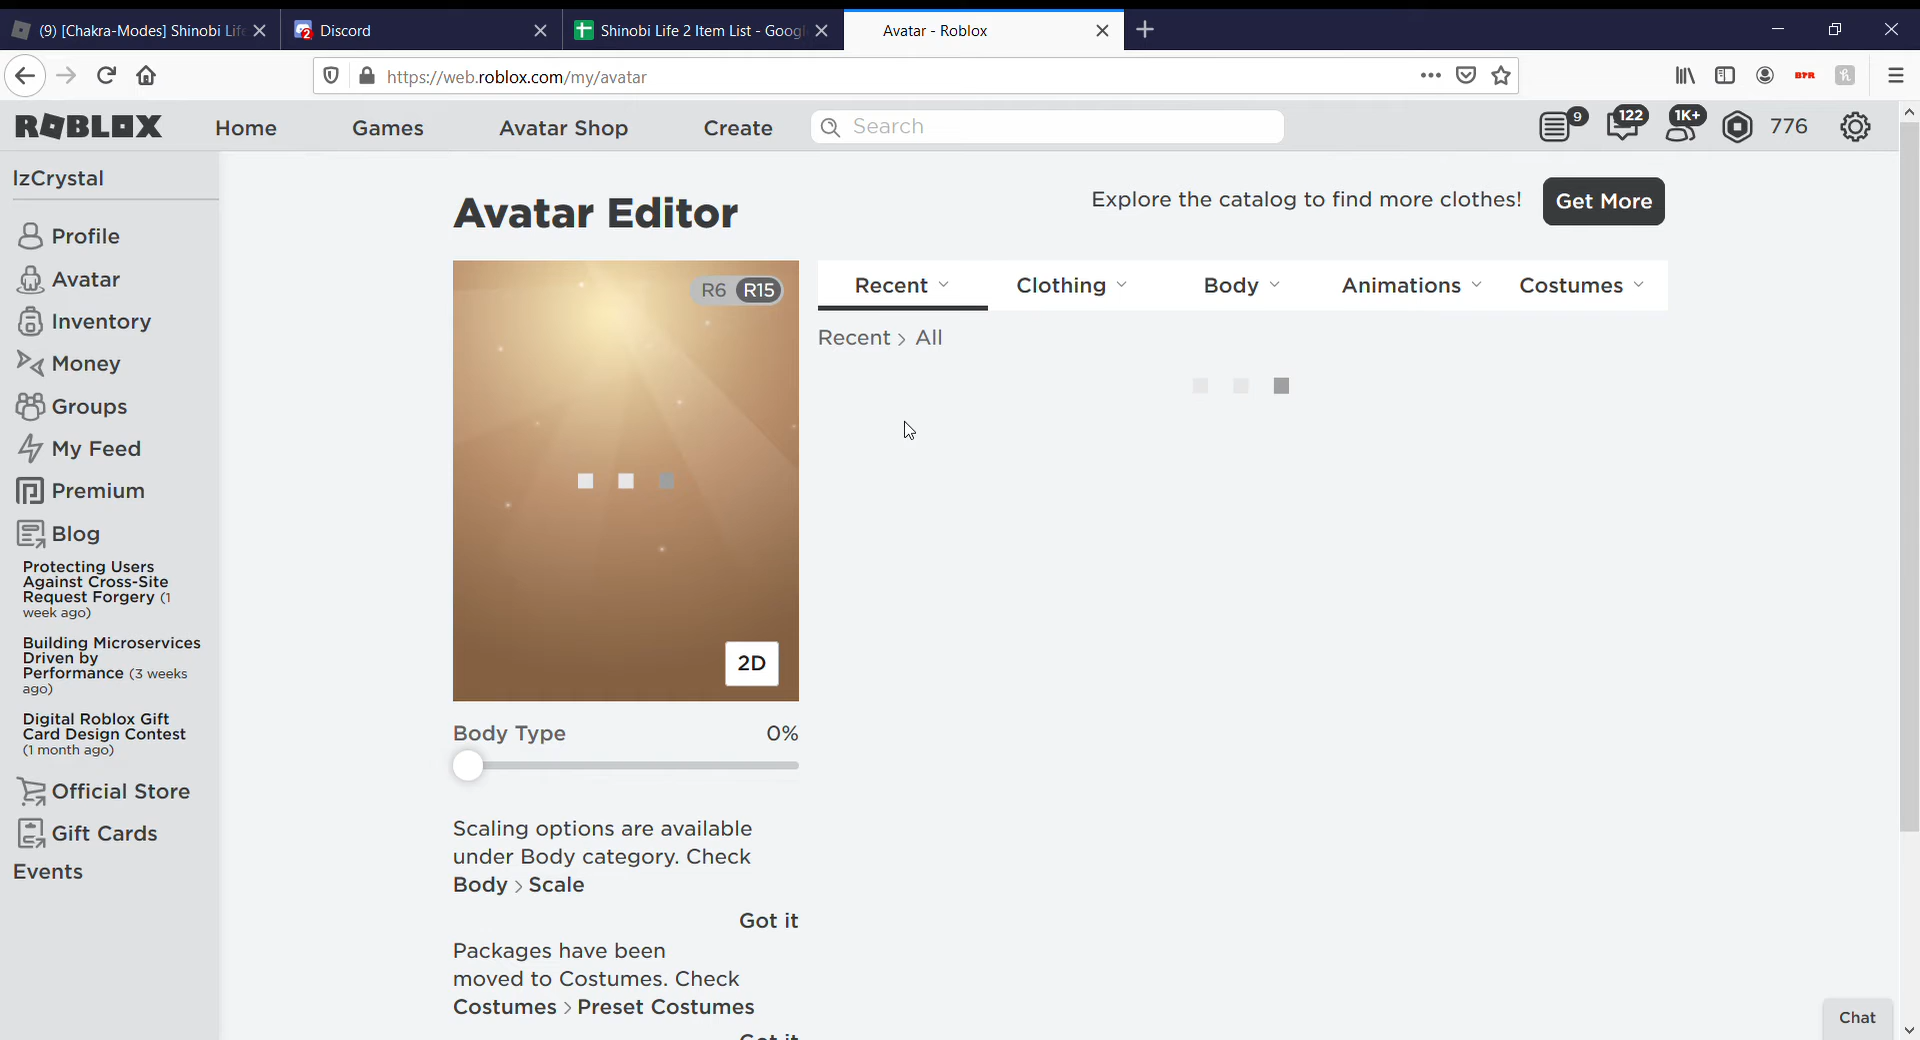 (9) [Chakra-Modes] Shinobi Life
Discord
Shinobi Life 2 Item List - Google
Avatar - Roblox
https://web.roblox.com/my/avatar
ROBLOX
Home
Games
Avatar Shop
Create
Search
9
122
1K+
776
IzCrystal
Profile
Avatar
Inventory
Money
Groups
My Feed
Premium
Blog
Protecting Users
Against Cross-Site
Request Forgery (1
week ago)
Building Microservices
Driven by
Performance (3 weeks
ago)
Digital Roblox Gift
Card Design Contest
(1 month ago)
Official Store
Gift Cards
Events
Avatar Editor
Explore the catalog to find more clothes!
Get More
R6 R15
2D
Recent
Clothing
Body
Animations
Costumes
Recent > All
Body Type 0%
Scaling options are available
under Body category. Check
Body > Scale
Got it
Packages have been
moved to Costumes. Check
Costumes > Preset Costumes
Got it
Chat